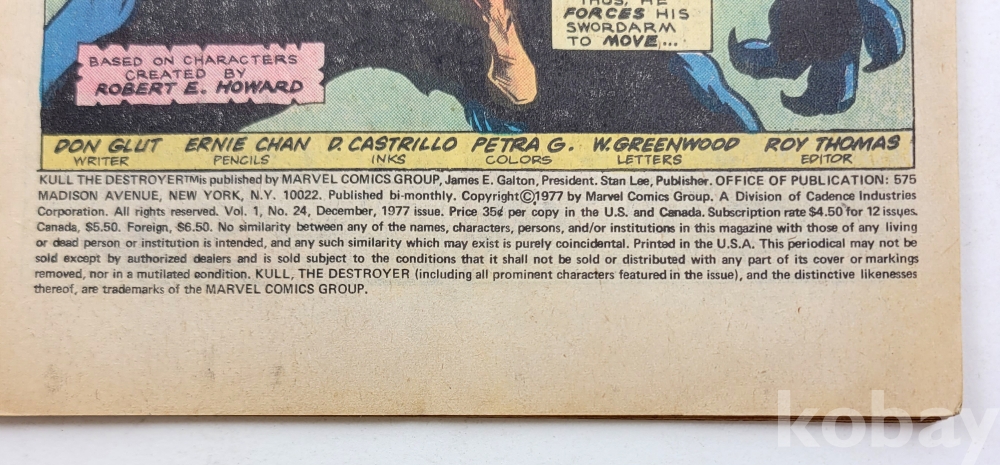 THUS, HE
FORCES HIS
SWORDARM
TO MOVE...
BASED ON CHARACTERS
CREATED BY
ROBERT E. HOWARD
DON GLUT ERNIE CHAN D. CASTRILLO PETRA G. W. GREENWOOD ROY THOMAS
WRITER PENCILS INKS COLORS LETTERS EDITOR
KULL THE DESTROYER™is published by MARVEL COMICS GROUP, James E. Galton, President. Stan Lee, Publisher. OFFICE OF PUBLICATION: 575
MADISON AVENUE, NEW YORK, N.Y. 10022. Published bi-monthly. Copyright©1977 by Marvel Comics Group. A Division of Cadence Industries
Corporation. All rights reserved. Vol. 1, No. 24, December, 1977 issue. Price 35¢ per copy in the U.S. and Canada. Subscription rate $4.50 for 12 issues.
Canada, $5.50. Foreign, $6.50. No similarity between any of the names, characters, persons, and/or institutions in this magazine with those of any living
or dead person or institution is intended, and any such similarity which may exist is purely coincidental. Printed in the U.S.A. This periodical may not be
sold except by authorized dealers and is sold subject to the conditions that it shall not be sold or distributed with any part of its cover or markings
removed, nor in a mutilated condition. KULL, THE DESTROYER (including all prominent characters featured in the issue), and the distinctive likenesses
thereof, are trademarks of the MARVEL COMICS GROUP.
kobay